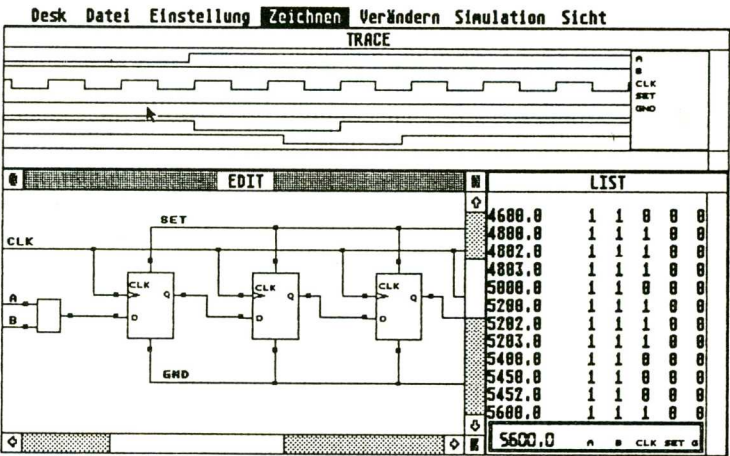 Desk Datei Einstellung Zeichnen Verändern Simulation Sicht
TRACE
A
B
CLK
SET
GND
EDIT
SET
CLK
CLK Q
D
CLK Q
D
CLK Q
D
A
B
GND
LIST
4600.0 1 1 0 0 0
4800.0 1 1 1 0 0
4802.0 1 1 1 0 0
4803.0 1 1 1 0 0
5000.0 1 1 0 0 0
5200.0 1 1 1 0 0
5202.0 1 1 1 0 0
5203.0 1 1 1 0 0
5400.0 1 1 0 0 0
5450.0 1 1 0 0 0
5452.0 1 1 0 0 0
5600.0 1 1 1 0 0
5600.0 A B CLK SET G